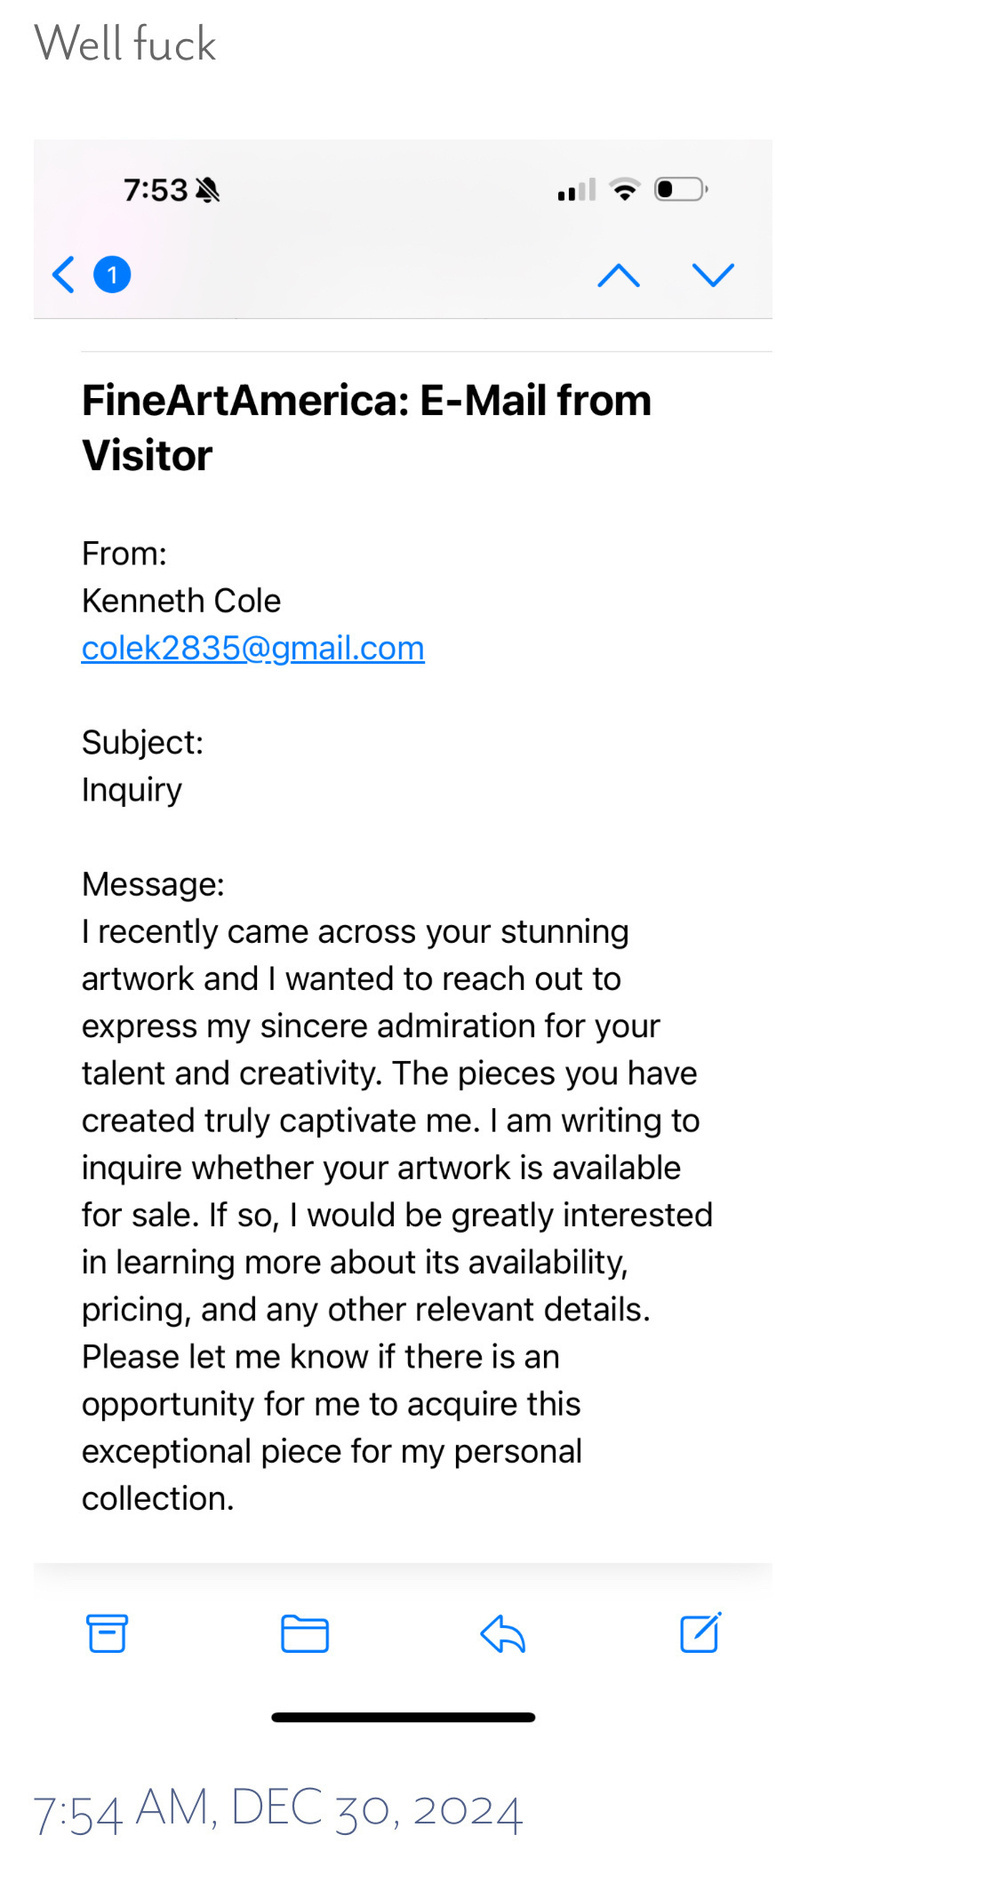 Well fuck
7:53
1
FineArtAmerica: E-Mail from
Visitor
From:
Kenneth Cole
colek2835@gmail.com
Subject:
Inquiry
Message:
I recently came across your stunning
artwork and I wanted to reach out to
express my sincere admiration for your
talent and creativity. The pieces you have
created truly captivate me. I am writing to
inquire whether your artwork is available
for sale. If so, I would be greatly interested
in learning more about its availability,
pricing, and any other relevant details.
Please let me know if there is an
opportunity for me to acquire this
exceptional piece for my personal
collection.
7:54 AM, DEC 30, 2024